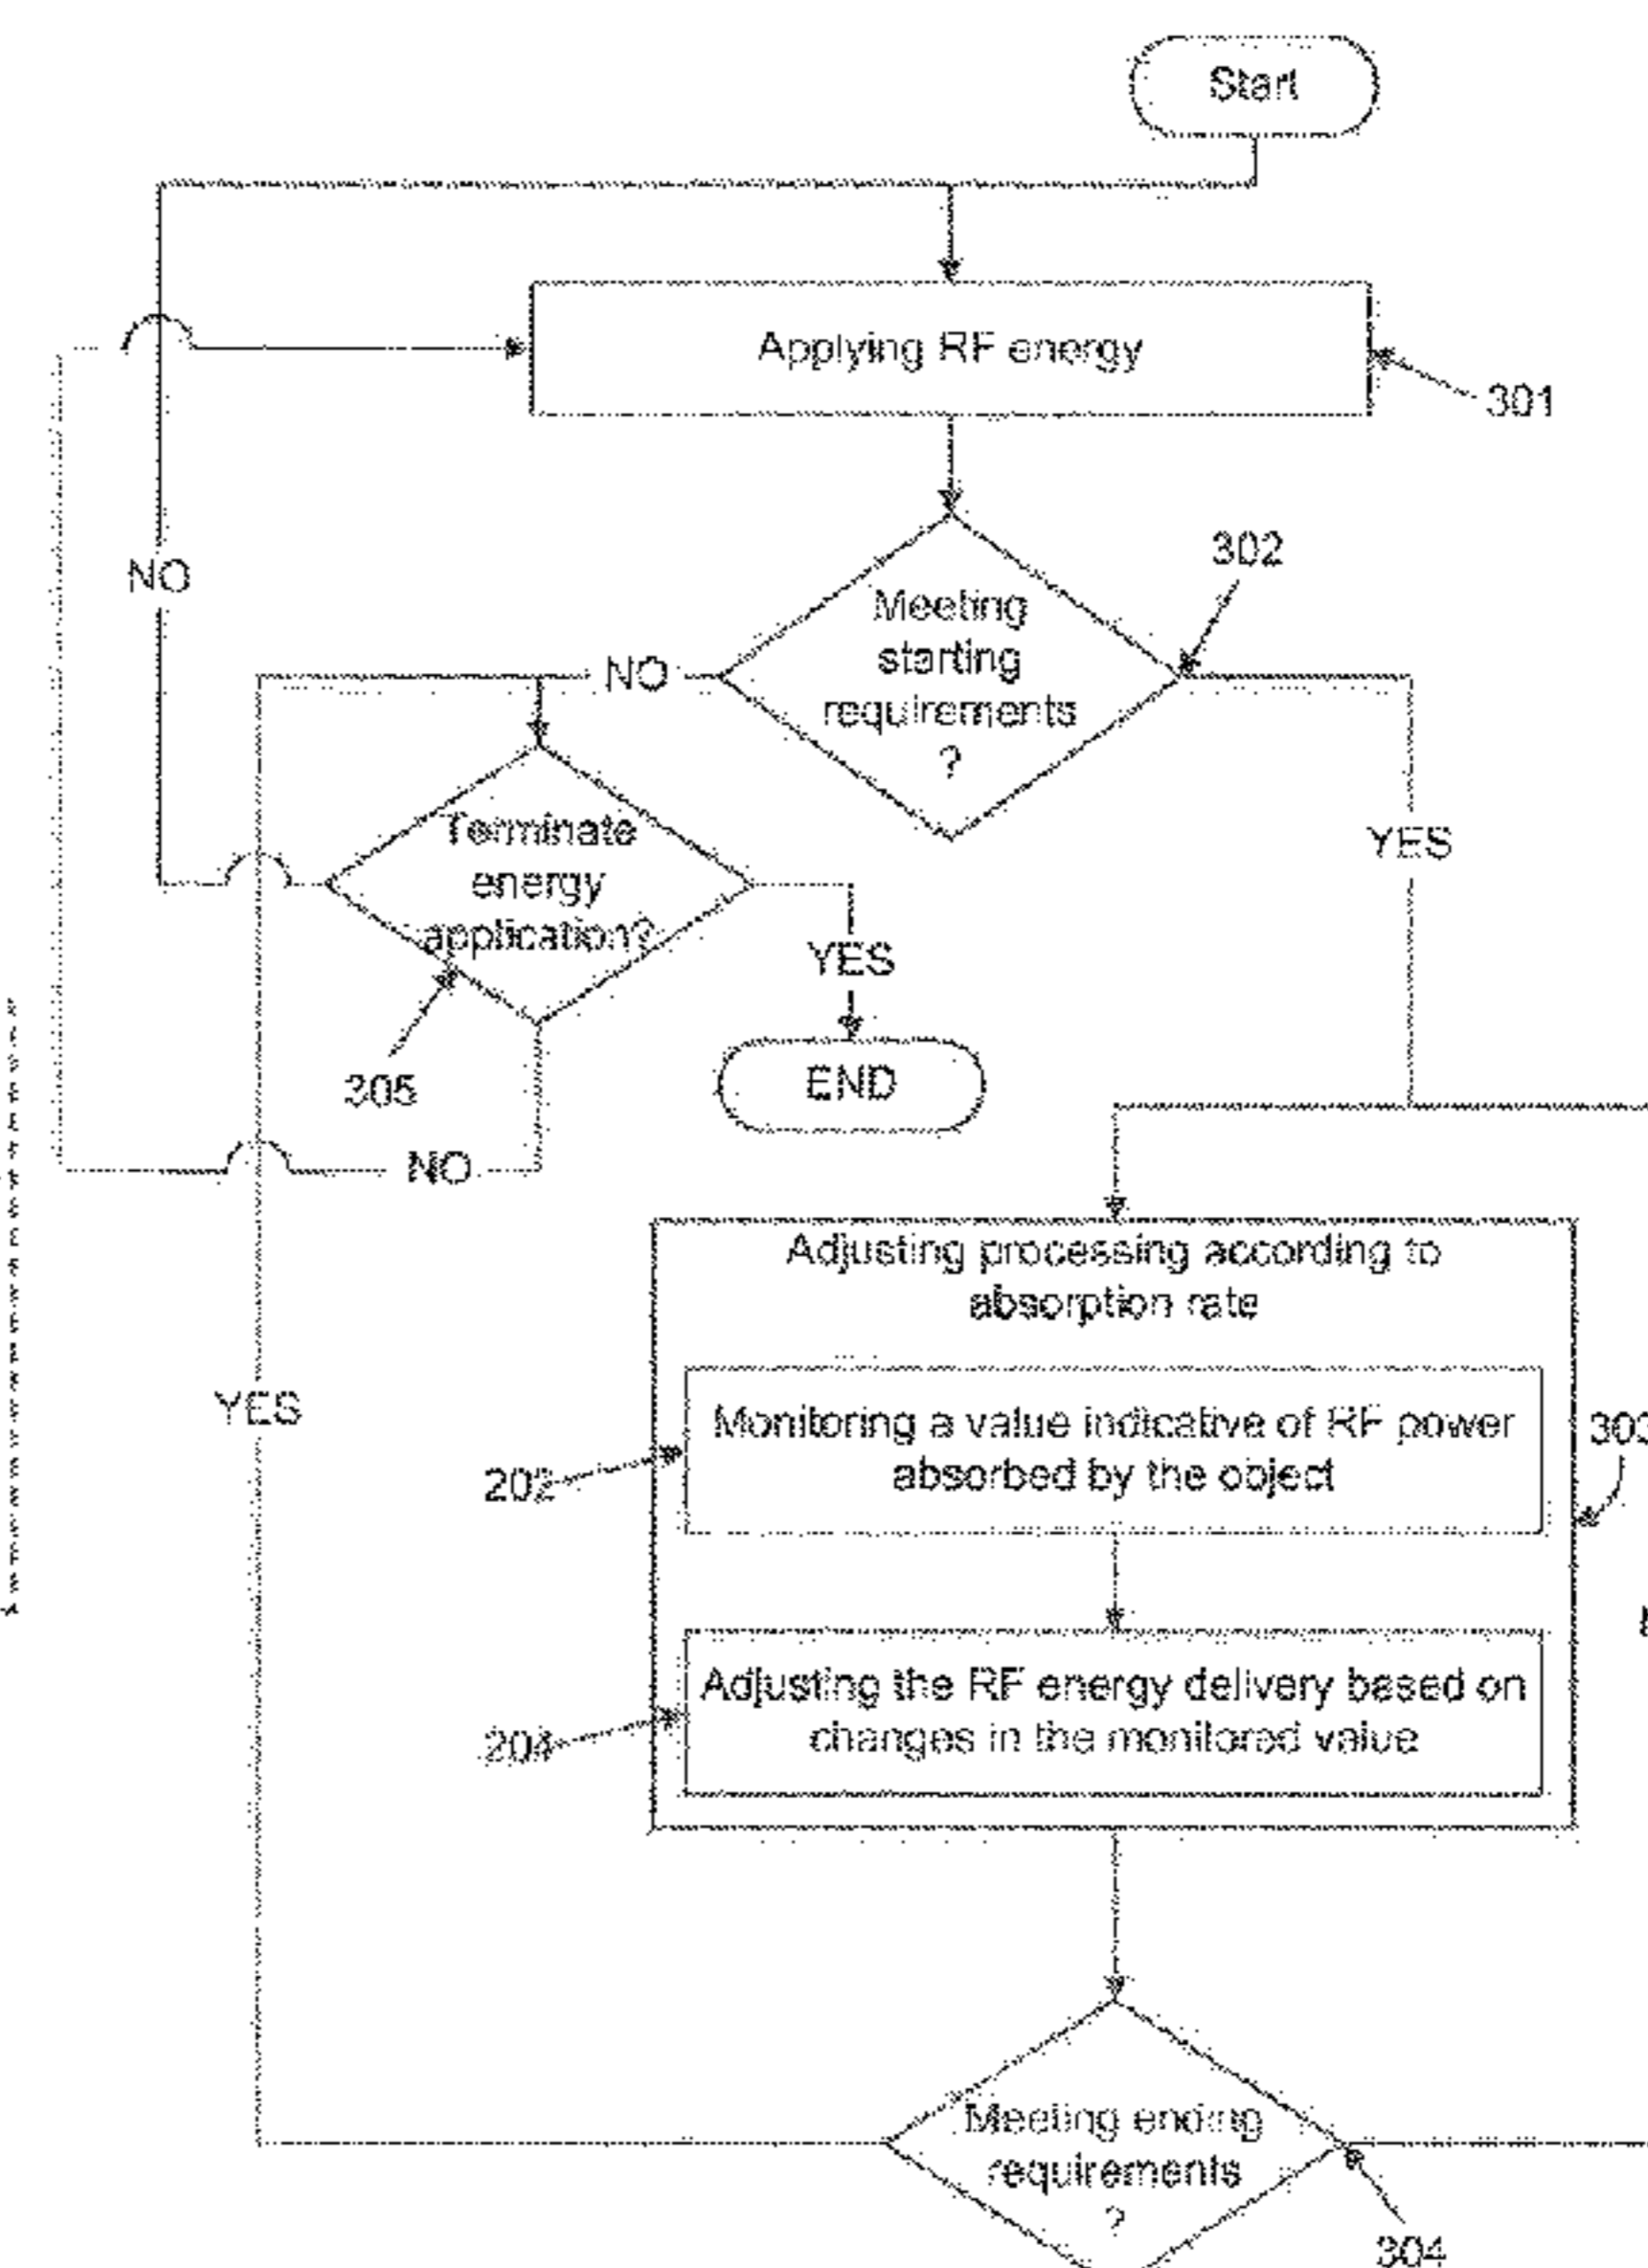 Start
Applying RF energy
301
302
Meeting
starting
requirements
?
NO
NO
YES
Terminate
energy
application?
YES
END
305
NO
Adjusting processing according to
absorption rate
Monitoring a value indicative of RF power
absorbed by the object
202
303
YES
Adjusting the RF energy delivery based on
changes in the monitored value
204
Meeting ending
requirements
?
304